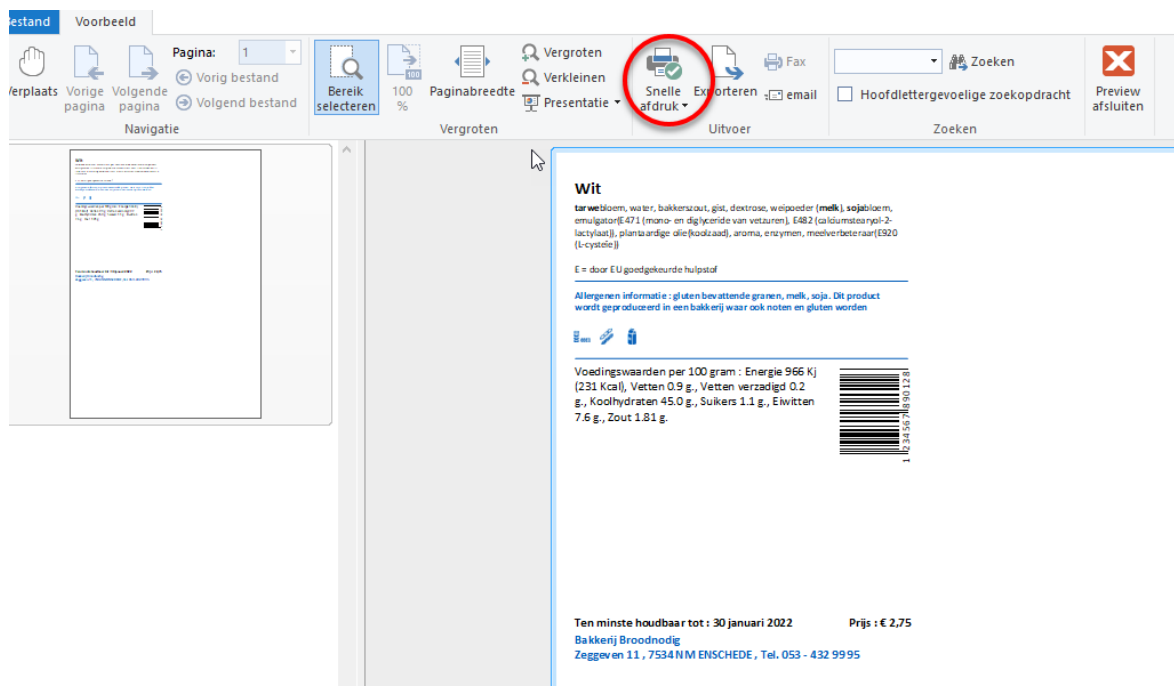 Bestand Voorbeeld
Verplaats
Vorige pagina
Volgende pagina
Pagina: 1
Vorig bestand
Volgend bestand
Navigatie
Bereik selecteren
100 %
Paginabreedte
Vergroten
Verkleinen
Presentatie
Vergroten
Snelle afdruk
Exporteren
Fax
email
Uitvoer
Zoeken
Hoofdlettergevoelige zoekopdracht
Zoeken
Preview afsluiten
Wit
tarwebloem, water, bakkerszout, gist, dextrose, weipoeder (melk), sojabloem,
emulgator(E471 (mono- en diglyceride van vetzuren), E482 (calciumstearyol-2-
lactylaat)), plantaardige olie(koolzaad), aroma, enzymen, meelverbeteraar(E920
(L-cysteïe))
E = door EU goedgekeurde hulpstof
Allergenen informatie : gluten bevattende granen, melk, soja. Dit product
wordt geproduceerd in een bakkerij waar ook noten en gluten worden
Voedingswaarden per 100 gram : Energie 966 Kj
(231 Kcal), Vetten 0.9 g., Vetten verzadigd 0.2
g., Koolhydraten 45.0 g., Suikers 1.1 g., Eiwitten
7.6 g., Zout 1.81 g.
1 234567 890128
Ten minste houdbaar tot : 30 januari 2022 Prijs : € 2,75
Bakkerij Broodnodig
Zeggeven 11 , 7534 NM ENSCHEDE , Tel. 053 - 432 99 95